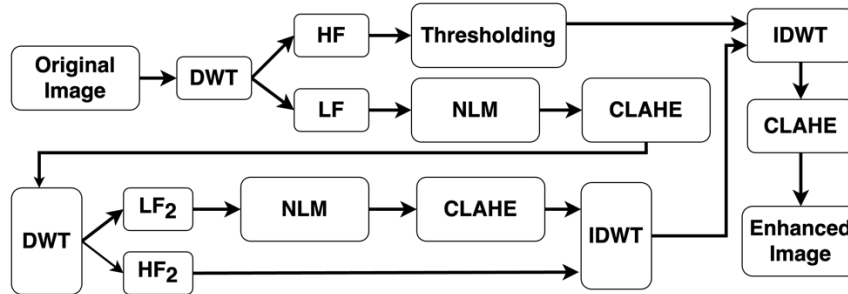 Original
Image
DWT
HF
Thresholding
IDWT
LF
NLM
CLAHE
CLAHE
DWT
LF₂
NLM
CLAHE
IDWT
HF₂
Enhanced
Image